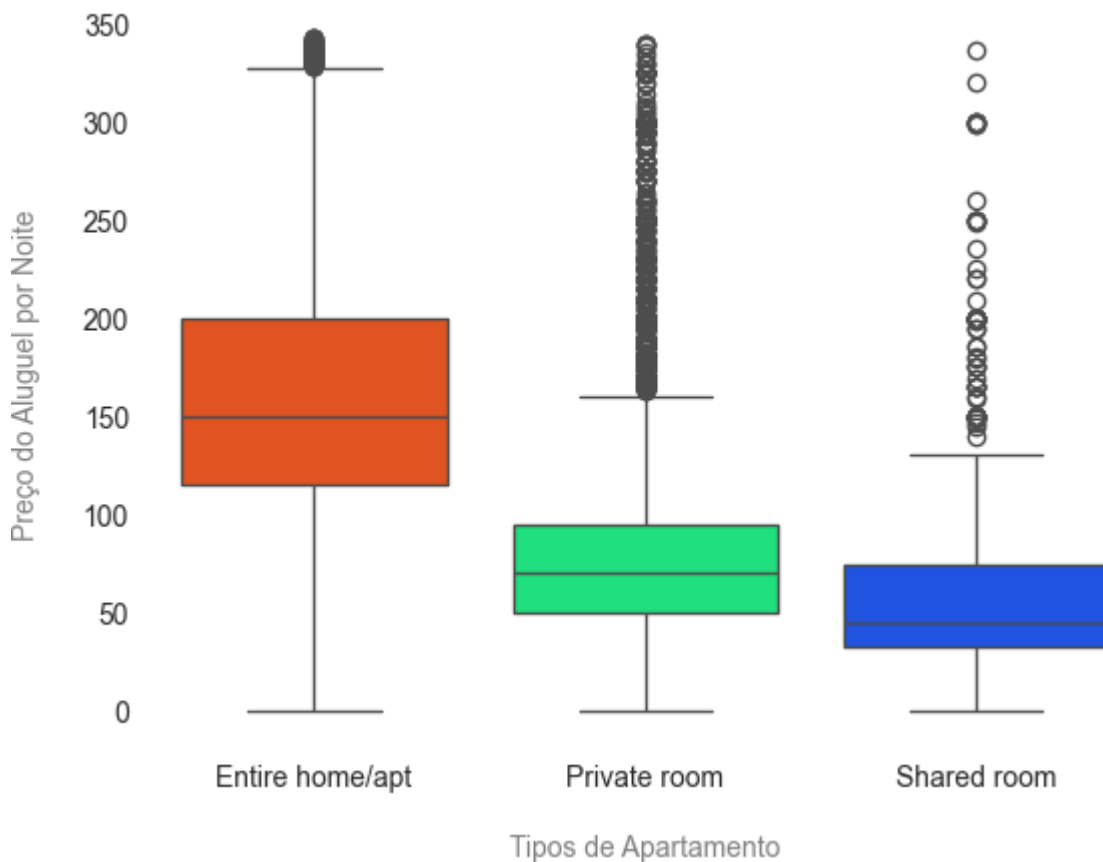 350
300
250
200
150
100
50
0
Preço do Aluguel por Noite
Entire home/apt Private room Shared room
Tipos de Apartamento